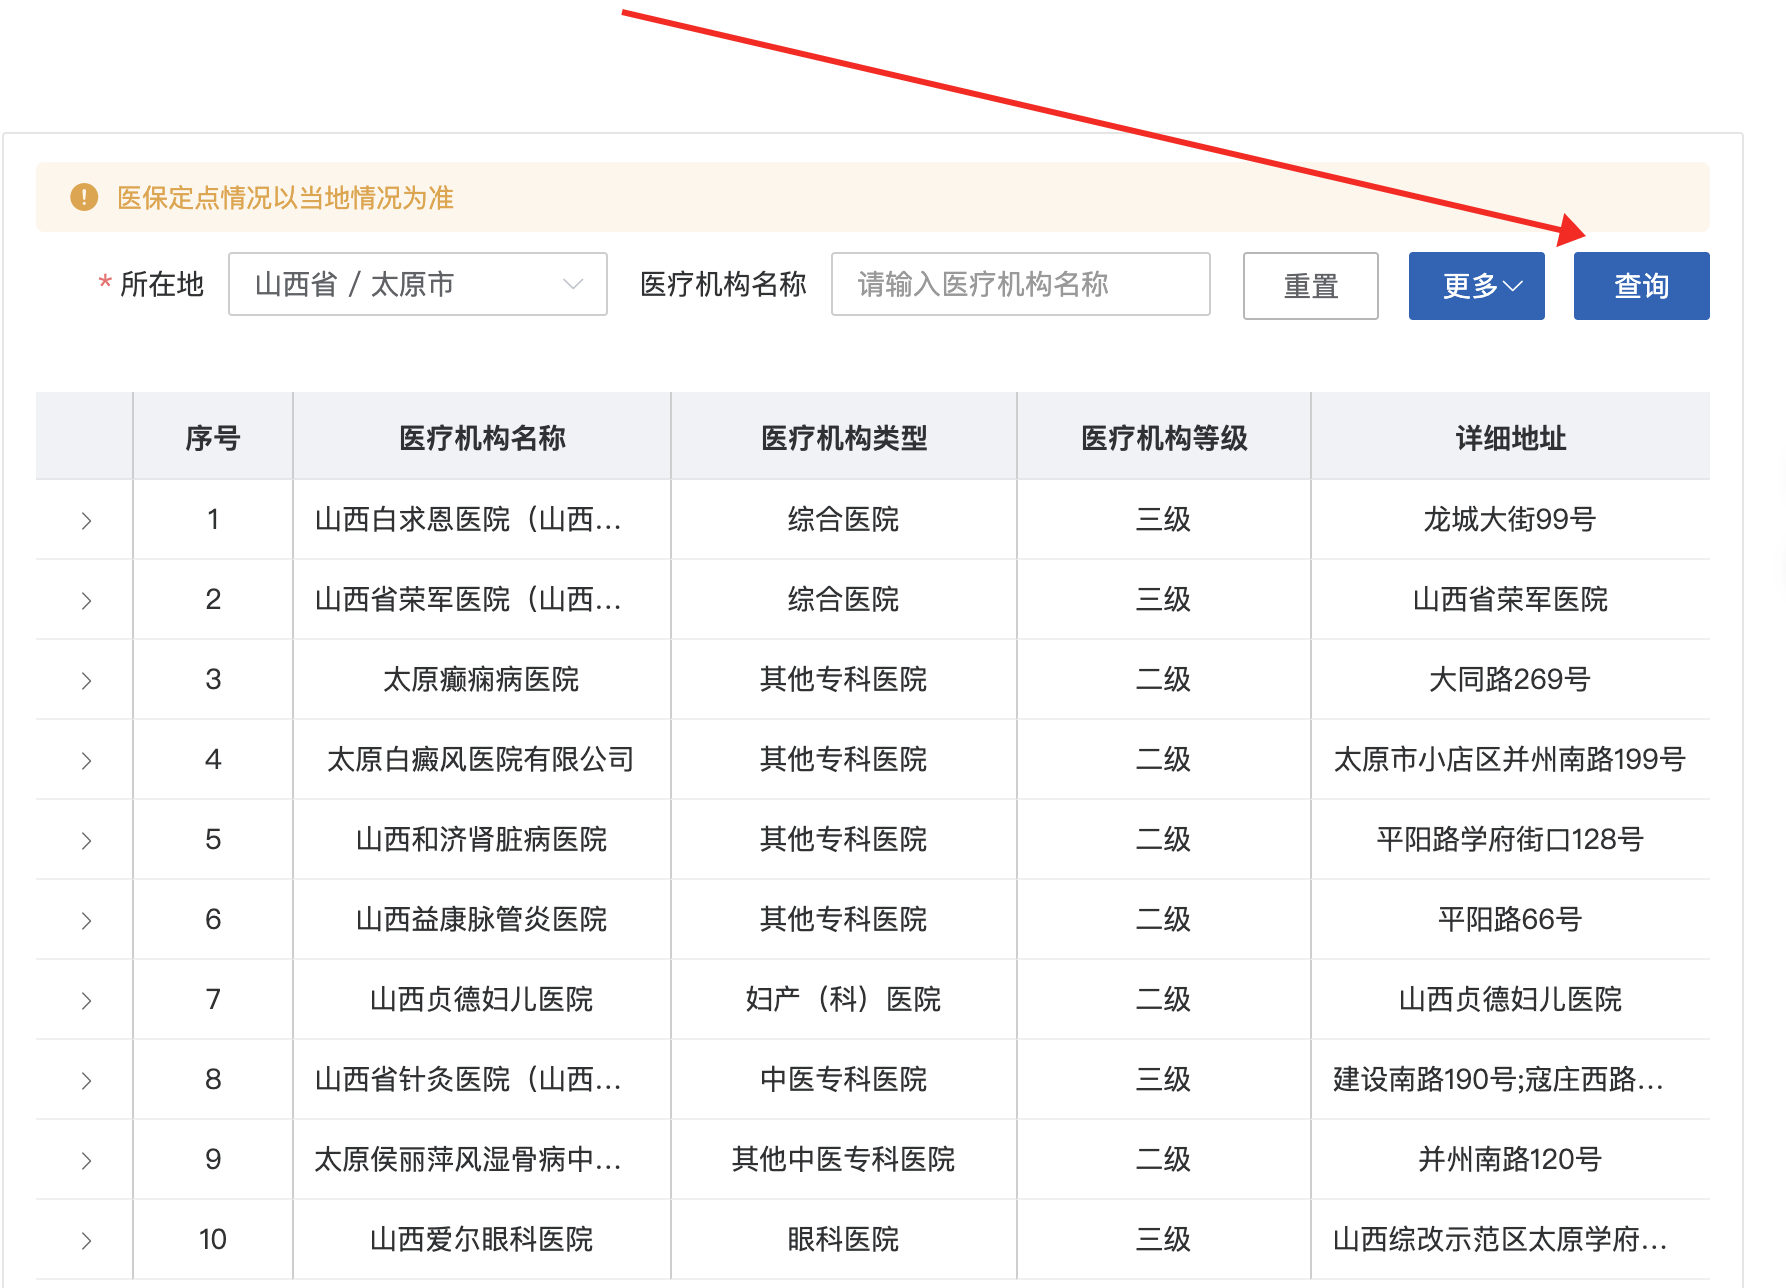 医保定点情况以当地情况为准
* 所在地 山西省 / 太原市 医疗机构名称 请输入医疗机构名称 重置 更多 查询
序号 医疗机构名称 医疗机构类型 医疗机构等级 详细地址
1 山西白求恩医院（山西... 综合医院 三级 龙城大街99号
2 山西省荣军医院（山西... 综合医院 三级 山西省荣军医院
3 太原癫痫病医院 其他专科医院 二级 大同路269号
4 太原白癜风医院有限公司 其他专科医院 二级 太原市小店区并州南路199号
5 山西和济肾脏病医院 其他专科医院 二级 平阳路学府街口128号
6 山西益康脉管炎医院 其他专科医院 二级 平阳路66号
7 山西贞德妇儿医院 妇产（科）医院 二级 山西贞德妇儿医院
8 山西省针灸医院（山西... 中医专科医院 三级 建设南路190号;寇庄西路...
9 太原侯丽萍风湿骨病中... 其他中医专科医院 二级 并州南路120号
10 山西爱尔眼科医院 眼科医院 三级 山西综改示范区太原学府...